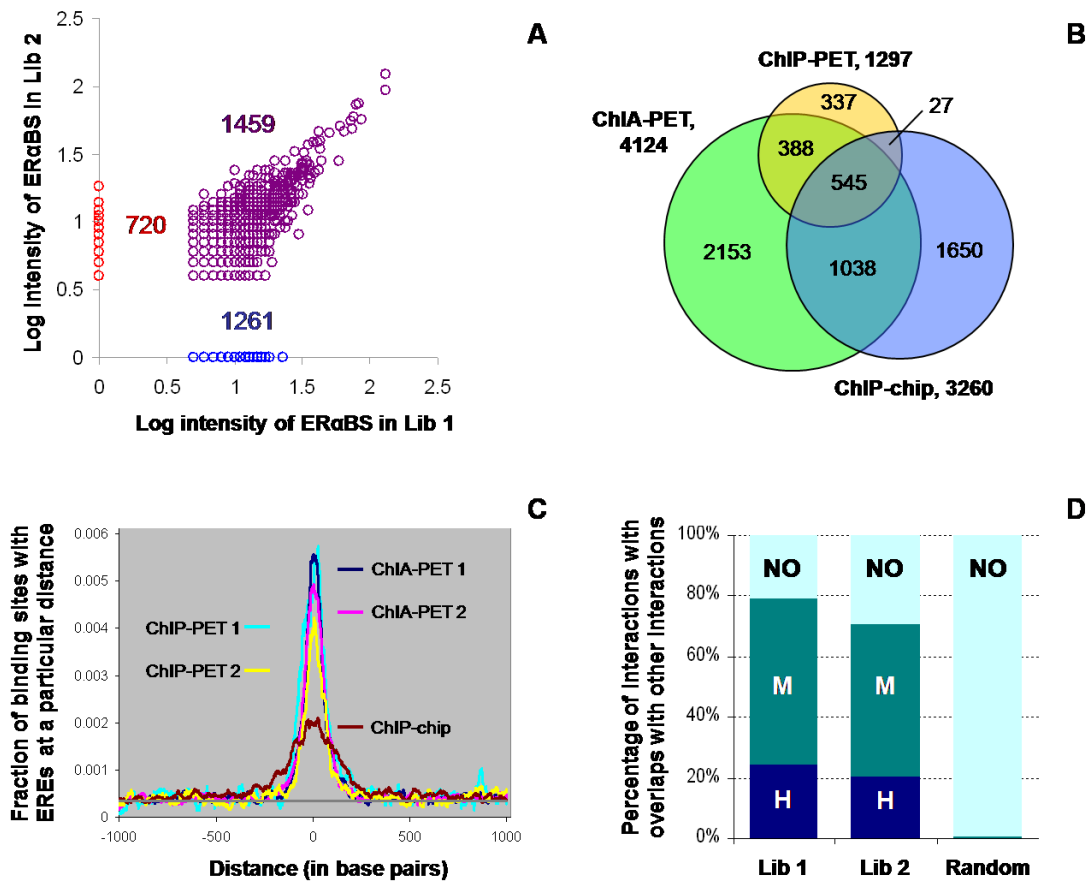 A
Log Intensity of ERαBS in Lib 2
2.5
2
1.5
1
0.5
0
1459
720
1261
0
0.5
1
1.5
2
2.5
Log intensity of ERαBS in Lib 1
B
ChIP-PET, 1297
ChIA-PET,
4124
337
27
388
545
2153
1038
1650
ChIP-chip, 3260
C
Fraction of binding sites with
EREs at a particular distance
0.006
0.005
0.004
0.003
0.002
0.001
0
ChIA-PET 1
ChIA-PET 2
ChIP-PET 1
ChIP-PET 2
ChIP-chip
-1000
-500
0
500
1000
Distance (in base pairs)
D
Percentage of Interactions with
overlaps with other Interactions
100%
80%
60%
40%
20%
0%
NO
NO
NO
M
M
H
H
Lib 1
Lib 2
Random